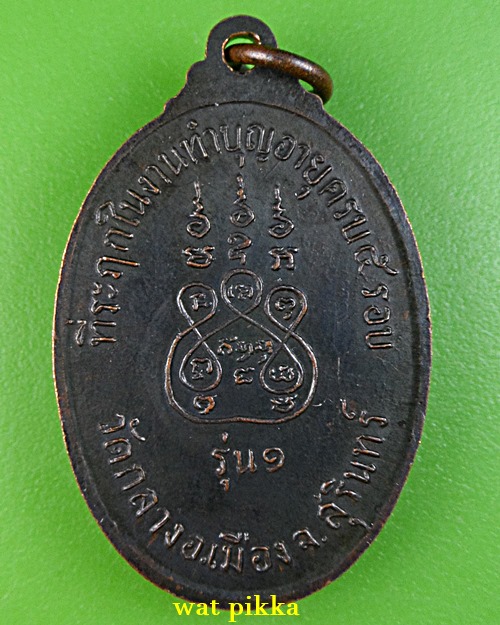 ที่ระฤกในงานทำบุญอายุครบ๕รอบ
รุ่น๑
วัดกลางอ.เมือง.จ.สุรินทร์
wat pikka